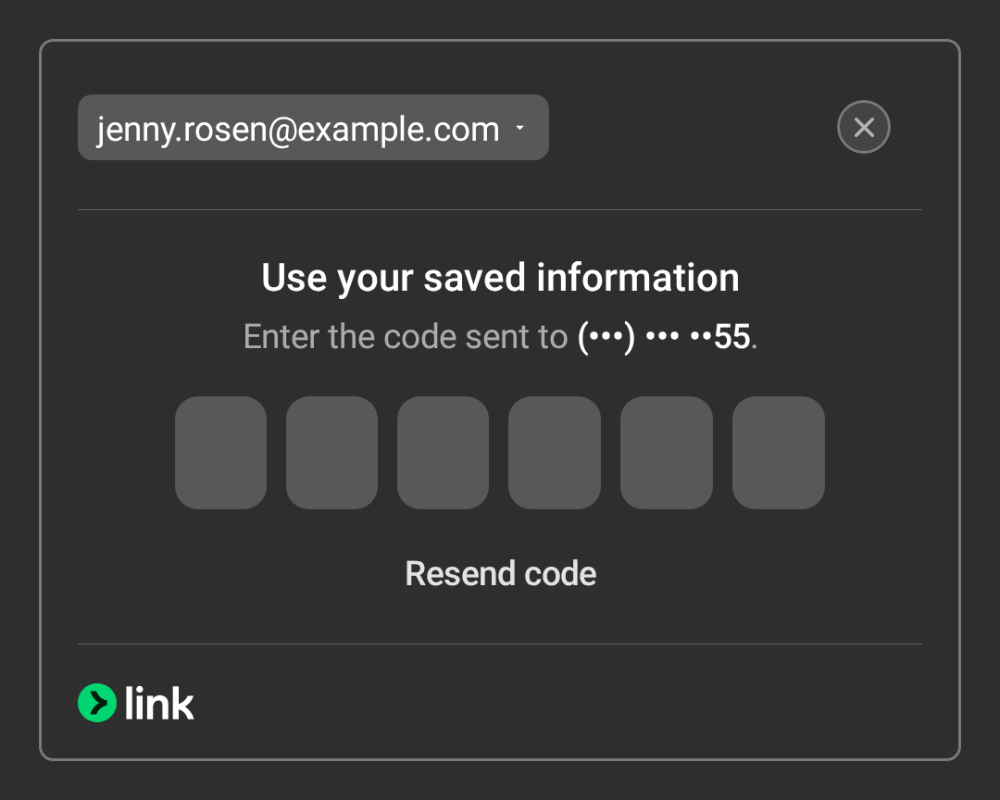 jenny.rosen@example.com
Use your saved information
Enter the code sent to (•••) ••• ••55.
Resend code
link